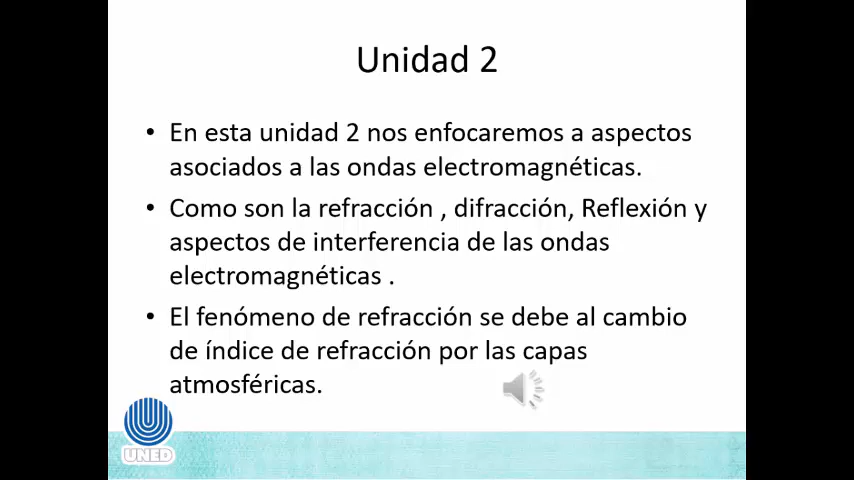 Unidad 2
• En esta unidad 2 nos enfocaremos a aspectos
asociados a las ondas electromagnéticas.
• Como son la refracción , difracción, Reflexión y
aspectos de interferencia de las ondas
electromagnéticas .
• El fenómeno de refracción se debe al cambio
de índice de refracción por las capas
atmosféricas.
UNED